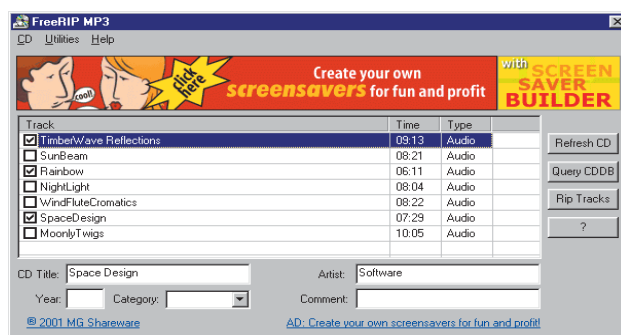 FreeRIP MP3
CD Utilities Help
cool!
click here
Create your own
screensavers for fun and profit
with SCREEN
SAVER
BUILDER
Track Time Type
TimberWave Reflections 09:13 Audio
SunBeam 08:21 Audio
Rainbow 06:11 Audio
NightLight 08:04 Audio
WindFluteCromatics 08:22 Audio
SpaceDesign 07:29 Audio
MoonlyTwigs 10:05 Audio
Refresh CD
Query CDDB
Rip Tracks
?
CD Title: Space Design Artist: Software
Year: Category: Comment:
® 2001 MG Shareware AD: Create your own screensavers for fun and profit!